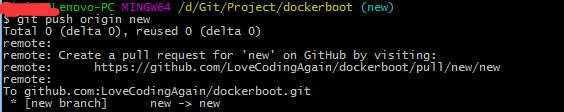 Lenovo-PC MINGW64 /d/Git/Project/dockerboot (new)
$ git push origin new
Total 0 (delta 0), reused 0 (delta 0)
remote:
remote: Create a pull request for 'new' on GitHub by visiting:
remote:      https://github.com/LoveCodingAgain/dockerboot/pull/new/new
remote:
To github.com:LoveCodingAgain/dockerboot.git
 * [new branch]      new -> new